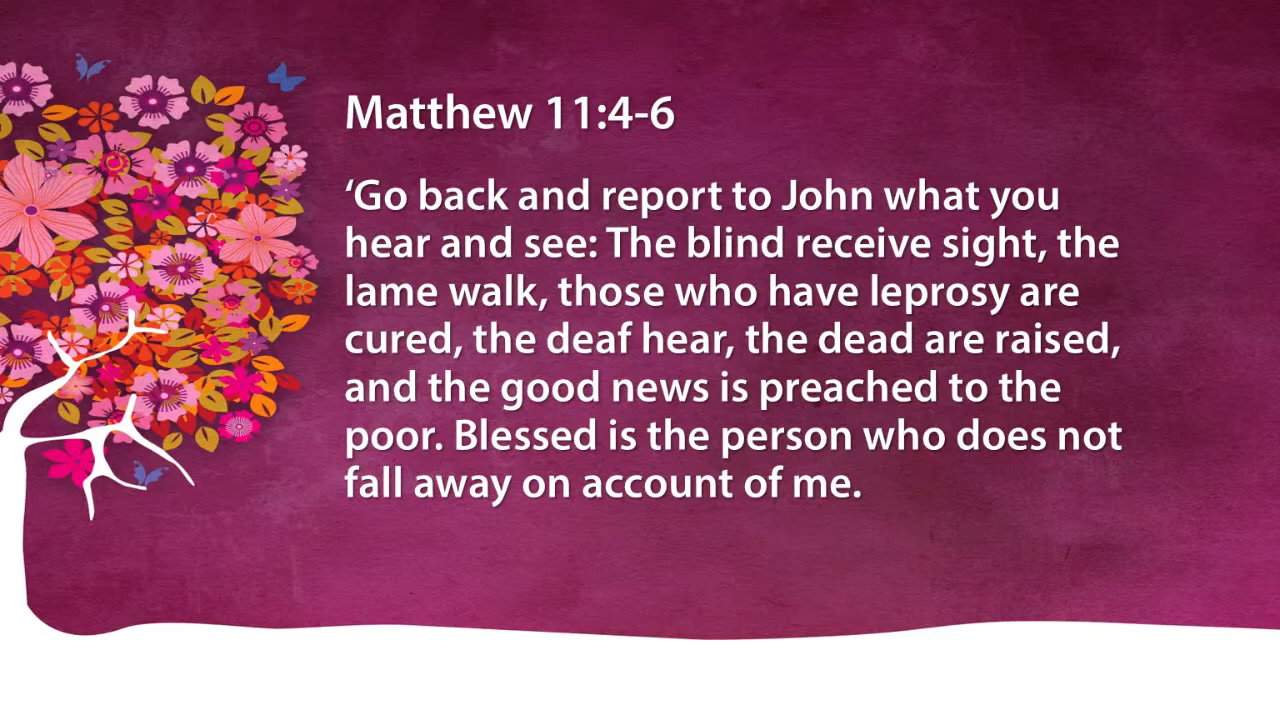 Matthew 11:4-6
‘Go back and report to John what you
hear and see: The blind receive sight, the
lame walk, those who have leprosy are
cured, the deaf hear, the dead are raised,
and the good news is preached to the
poor. Blessed is the person who does not
fall away on account of me.